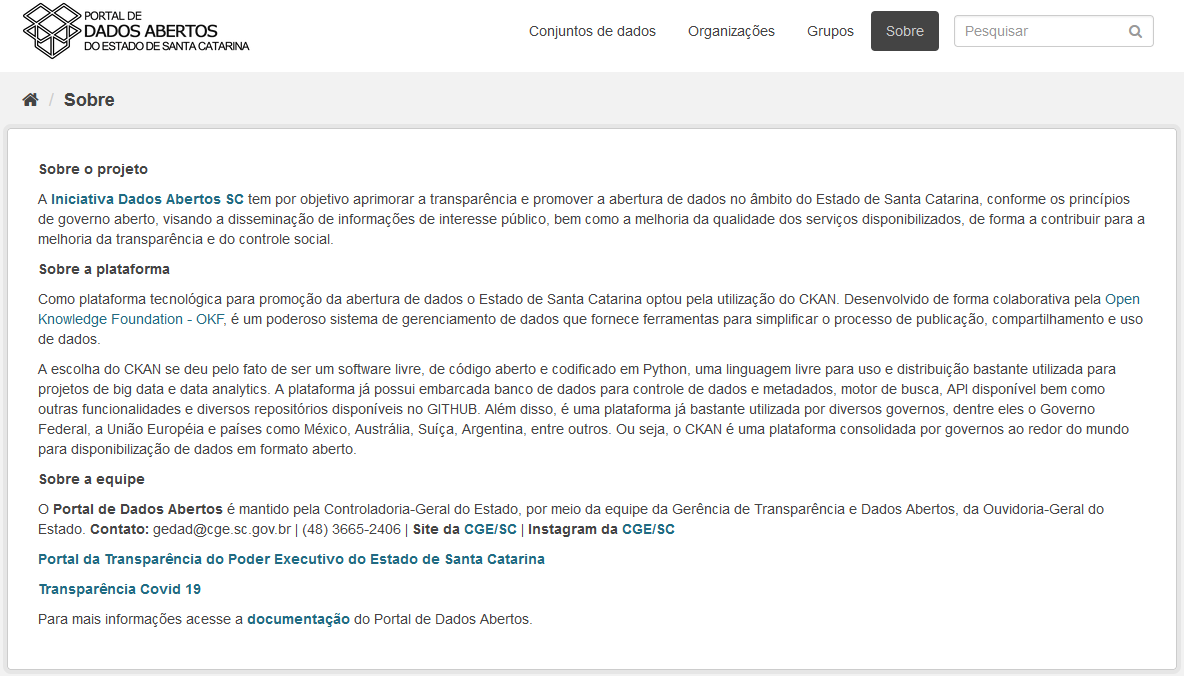 PORTAL DE
DADOS ABERTOS
DO ESTADO DE SANTA CATARINA
Conjuntos de dados
Organizações
Grupos
Sobre
Pesquisar
/ Sobre
Sobre o projeto
A Iniciativa Dados Abertos SC tem por objetivo aprimorar a transparência e promover a abertura de dados no âmbito do Estado de Santa Catarina, conforme os princípios
de governo aberto, visando a disseminação de informações de interesse público, bem como a melhoria da qualidade dos serviços disponibilizados, de forma a contribuir para a
melhoria da transparência e do controle social.
Sobre a plataforma
Como plataforma tecnológica para promoção da abertura de dados o Estado de Santa Catarina optou pela utilização do CKAN. Desenvolvido de forma colaborativa pela Open
Knowledge Foundation - OKF, é um poderoso sistema de gerenciamento de dados que fornece ferramentas para simplificar o processo de publicação, compartilhamento e uso
de dados.
A escolha do CKAN se deu pelo fato de ser um software livre, de código aberto e codificado em Python, uma linguagem livre para uso e distribuição bastante utilizada para
projetos de big data e data analytics. A plataforma já possui embarcada banco de dados para controle de dados e metadados, motor de busca, API disponível bem como
outras funcionalidades e diversos repositórios disponíveis no GITHUB. Além disso, é uma plataforma já bastante utilizada por diversos governos, dentre eles o Governo
Federal, a União Européia e países como México, Austrália, Suíça, Argentina, entre outros. Ou seja, o CKAN é uma plataforma consolidada por governos ao redor do mundo
para disponibilização de dados em formato aberto.
Sobre a equipe
O Portal de Dados Abertos é mantido pela Controladoria-Geral do Estado, por meio da equipe da Gerência de Transparência e Dados Abertos, da Ouvidoria-Geral do
Estado. Contato: gedad@cge.sc.gov.br | (48) 3665-2406 | Site da CGE/SC | Instagram da CGE/SC
Portal da Transparência do Poder Executivo do Estado de Santa Catarina
Transparência Covid 19
Para mais informações acesse a documentação do Portal de Dados Abertos.